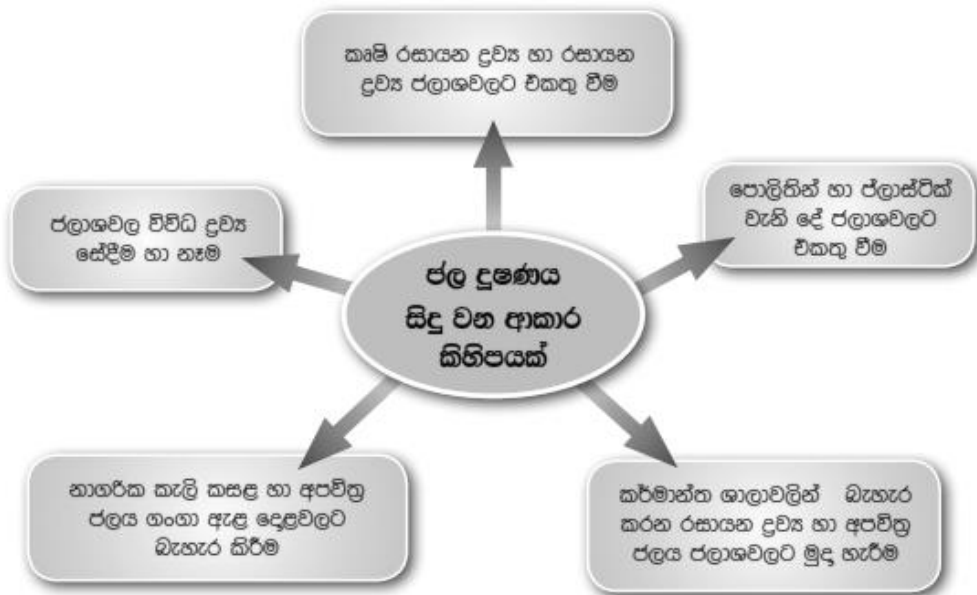 කෘෂි රසායන ද්‍රව්‍ය හා රසායන
ද්‍රව්‍ය ජලාශවලට එකතු වීම
පොලිතින් හා ප්ලාස්ටික්
වැනි දේ ජලාශවලට
එකතු වීම
ජලාශවල විවිධ ද්‍රව්‍ය
සේදීම හා නෑම
ජල දූෂණය
සිදු වන ආකාර
කිහිපයක්
නාගරික කැලි කසළ හා අපවිත්‍ර
ජලය ගංගා ඇළ දොළවලට
බැහැර කිරීම
කර්මාන්ත ශාලාවලින් බැහැර
කරන රසායන ද්‍රව්‍ය හා අපවිත්‍ර
ජලය ජලාශවලට මුදා හැරීම